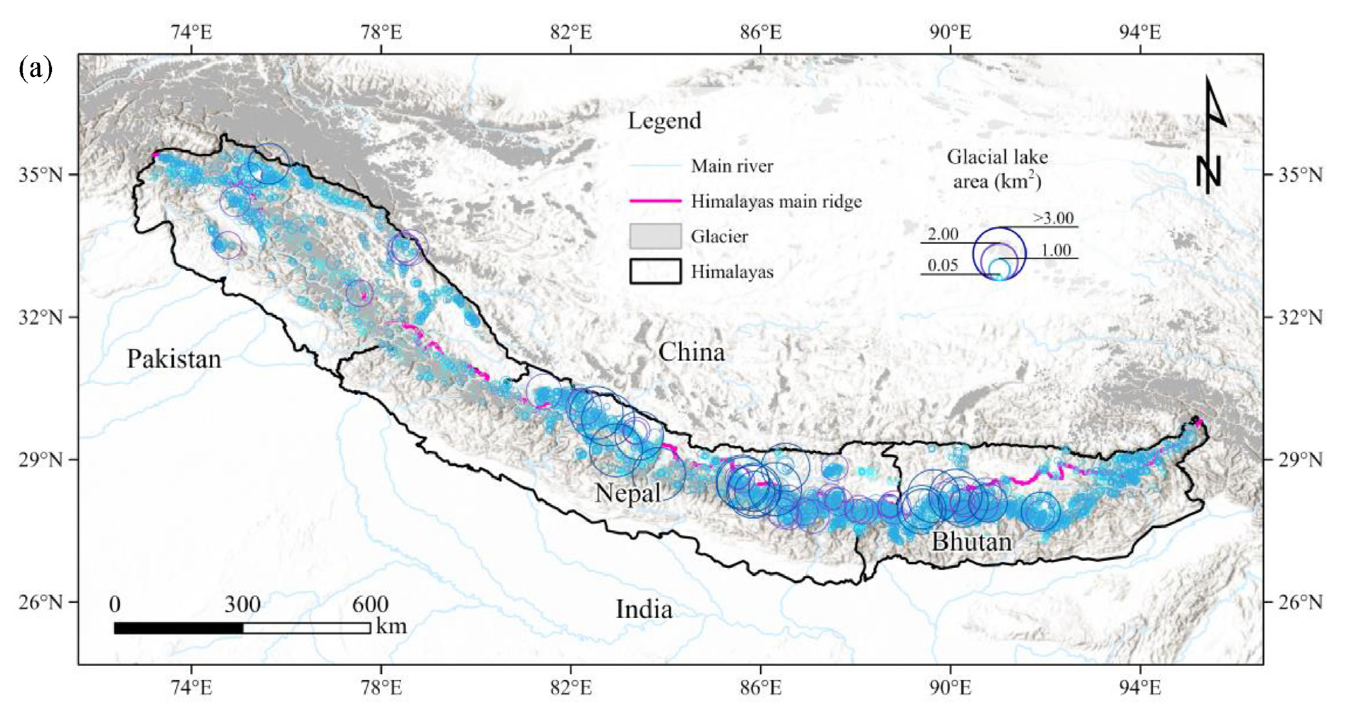 (a)
74°E 78°E 82°E 86°E 90°E 94°E
35°N 35°N
32°N 32°N
29°N 29°N
26°N 26°N
Legend
Main river
Himalayas main ridge
Glacier
Himalayas
Glacial lake
area (km²)
>3.00
2.00
1.00
0.05
N
Pakistan
China
Nepal
Bhutan
India
0 300 600
km
74°E 78°E 82°E 86°E 90°E 94°E